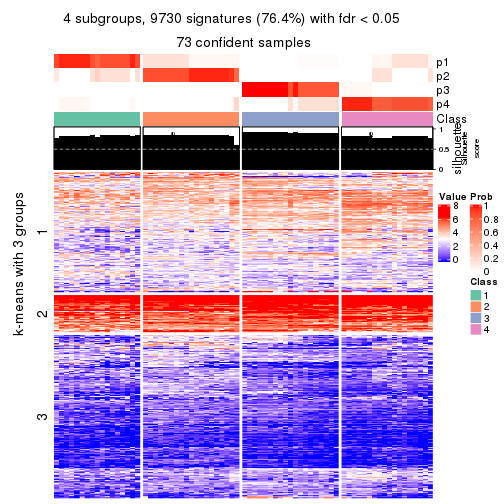 4 subgroups, 9730 signatures (76.4%) with fdr < 0.05
73 confident samples
p1
p2
p3
p4
Class
silhouette
1
0.5
0
Silhouette
score
k-means with 3 groups
1
2
3
Value
8
6
4
2
0
Prob
1
0.8
0.6
0.4
0.2
0
Class
1
2
3
4